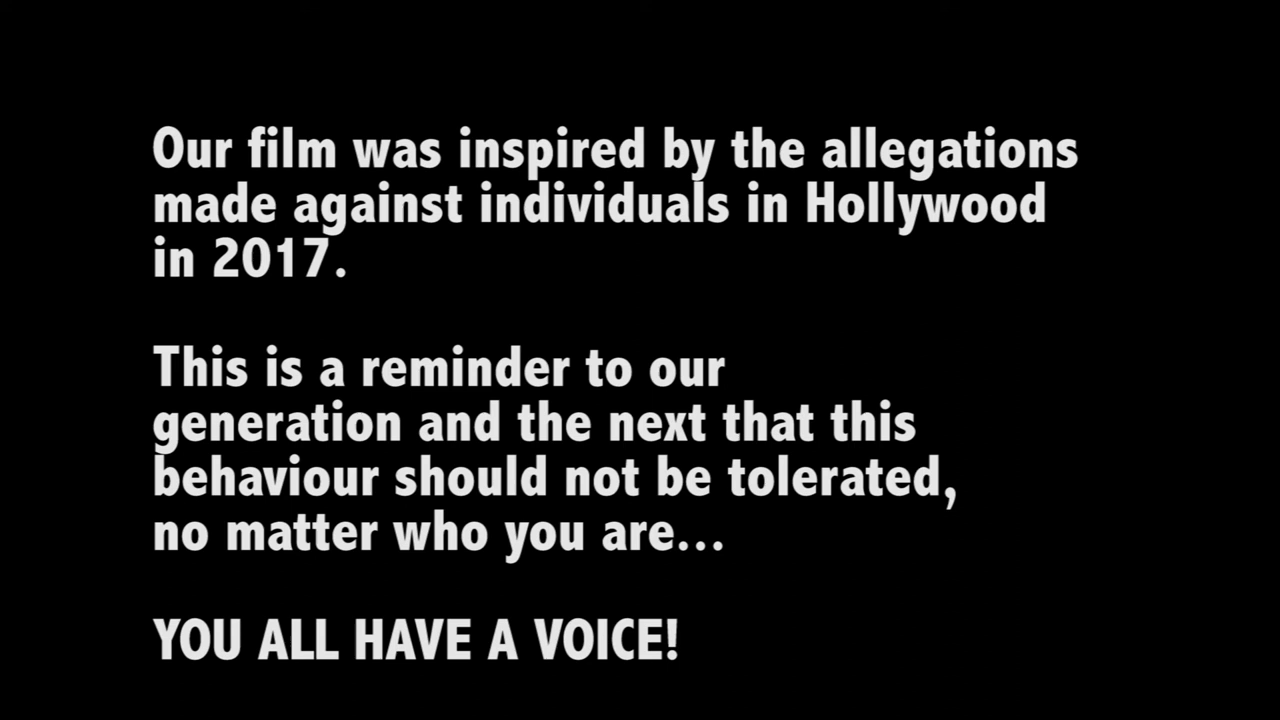 Our film was inspired by the allegations
made against individuals in Hollywood
in 2017.
This is a reminder to our
generation and the next that this
behaviour should not be tolerated,
no matter who you are...
YOU ALL HAVE A VOICE!